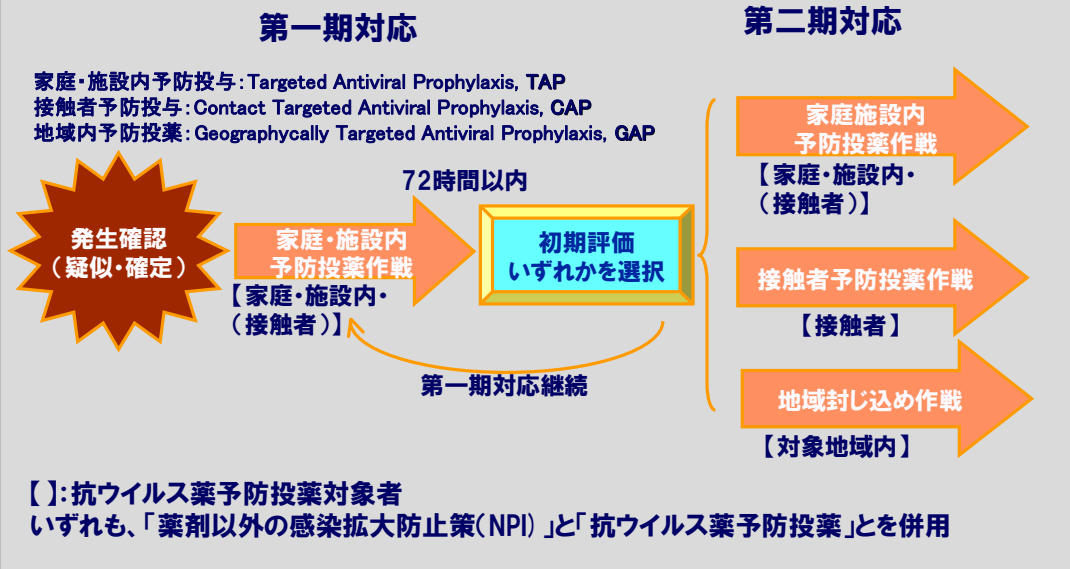 第一期対応
第二期対応
家庭・施設内予防投与：Targeted Antiviral Prophylaxis, TAP
接触者予防投与：Contact Targeted Antiviral Prophylaxis, CAP
地域内予防投薬：Geographycally Targeted Antiviral Prophylaxis, GAP
発生確認
（疑似・確定）
家庭・施設内
予防投薬作戦
【家庭・施設内・
（接触者）】
72時間以内
初期評価
いずれかを選択
第一期対応継続
家庭施設内
予防投薬作戦
【家庭・施設内・
（接触者）】
接触者予防投薬作戦
【接触者】
地域封じ込め作戦
【対象地域内】
【 】：抗ウイルス薬予防投薬対象者
いずれも、「薬剤以外の感染拡大防止策（NPI）」と「抗ウイルス薬予防投薬」とを併用